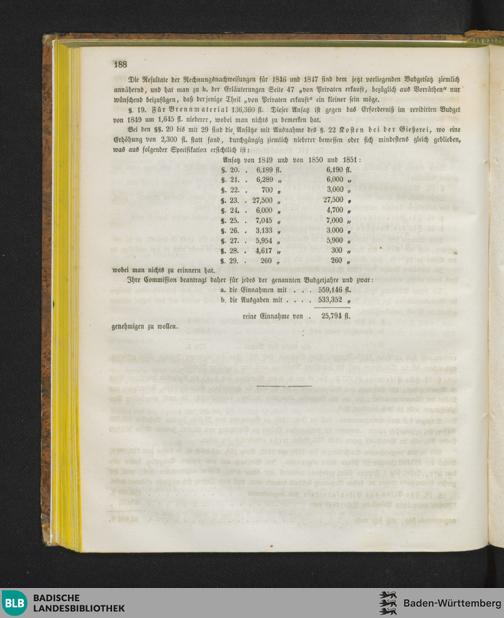 188
Die Resultate der Rechnungsnachweisungen für 1846 und 1847 sind dem jetzt vorliegenden Budgetsatz ziemlich
annähernd, und hat man zu b. der Erläuterungen Seite 47 „von Privaten erkauft, bezüglich aus Vorräthen“ nur
wünschend beizufügen, daß derjenige Theil „von Privaten erkauft“ ein kleiner sein möge.
§. 19. Für Brennmaterial 136,360 fl. Dieser Ansatz ist gegen das Erforderniß im revidirten Budget
von 1849 um 1,645 fl. niederer, wobei man nichts zu bemerken hat.
Bei den §§. 20 bis mit 29 sind die Ansätze mit Ausnahme des §. 22 Kosten bei der Gießerei, wo eine
Erhöhung von 2,300 fl. statt fand, durchgängig ziemlich niederer bemessen oder sich mindestens gleich geblieben,
was aus folgender Spezifikation ersichtlich ist:
Ansatz von 1849 und von 1850 und 1851:
§. 20. . 6,189 fl. 6,190 fl.
§. 21. . 6,289 „ 6,000 „
§. 22. . 700 „ 3,000 „
§. 23. . 27,500 „ 27,500 „
§. 24. . 6,000 „ 4,700 „
§. 25. . 7,045 „ 7,000 „
§. 26. . 3,133 „ 3,000 „
§. 27. . 5,954 „ 5,900 „
§. 28. . 4,617 „ 300 „
§. 29. . 260 „ 260 „
wobei man nichts zu erinnern hat.
Ihre Commission beantragt daher für jedes der genannten Budgetjahre und zwar:
a. die Einnahmen mit . . . 559,146 fl.
b. die Ausgaben mit . . . . 533,352 „
reine Einnahme von . 25,794 fl.
genehmigen zu wollen.
BLB BADISCHE
LANDESBIBLIOTHEK
Baden-Württemberg